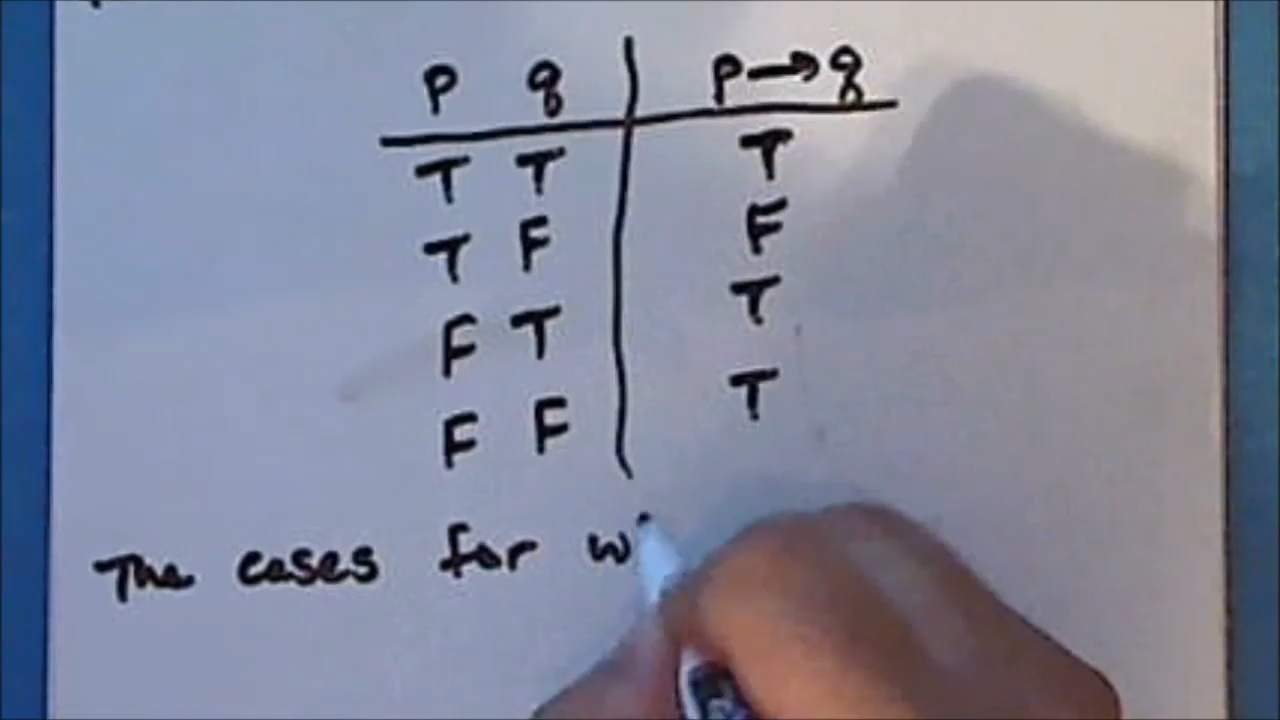 p q p→q
T T T
T F F
F T T
F F T
The cases for